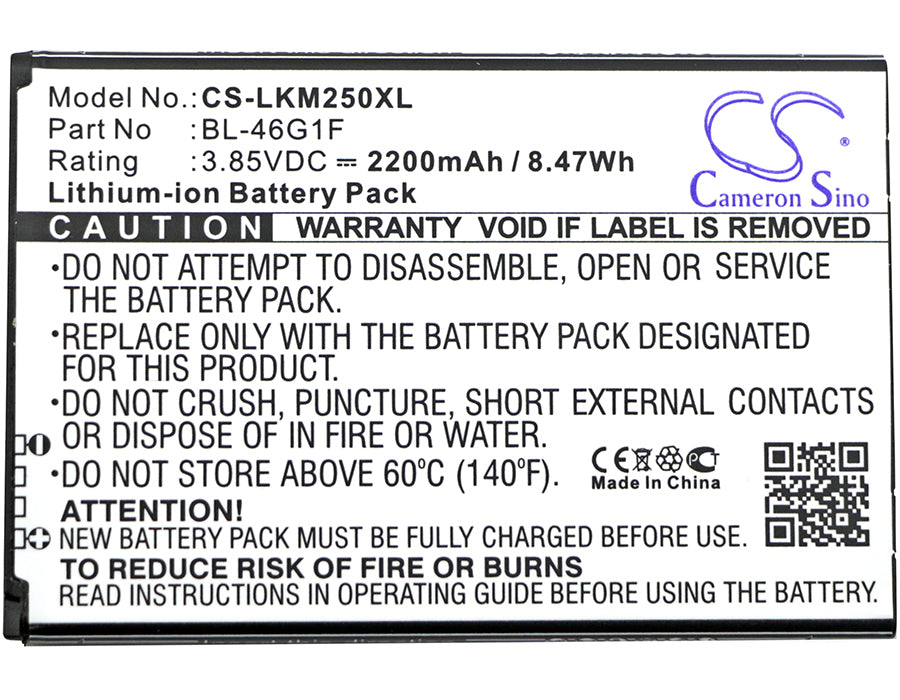 Model No.: CS-LKM250XL
Part No : BL-46G1F
Rating : 3.85VDC ⎓ 2200mAh / 8.47Wh
Lithium-ion Battery Pack
CS ®
Cameron Sino
CAUTION WARRANTY VOID IF LABEL IS REMOVED
•DO NOT ATTEMPT TO DISASSEMBLE, OPEN OR SERVICE
THE BATTERY PACK.
•REPLACE ONLY WITH THE BATTERY PACK DESIGNATED
FOR THIS PRODUCT.
•DO NOT CRUSH, PUNCTURE, SHORT EXTERNAL CONTACTS
OR DISPOSE OF IN FIRE OR WATER.
•DO NOT STORE ABOVE 60°C (140°F).
CE PCT
Made In China
ATTENTION!
NEW BATTERY PACK MUST BE FULLY CHARGED BEFORE USE.
TO REDUCE RISK OF FIRE OR BURNS
READ INSTRUCTIONS IN OPERATING GUIDE BEFORE USE